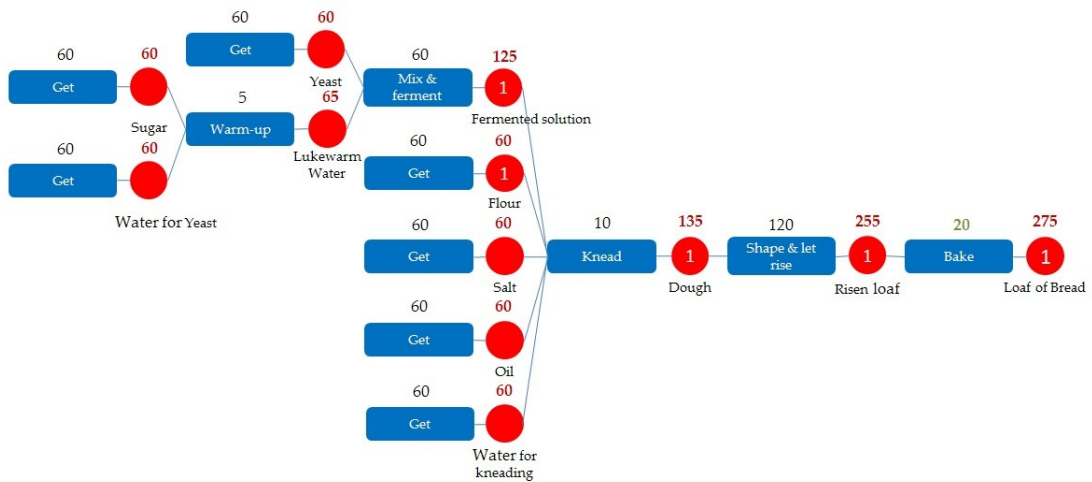 60
60
Get
Yeast
60
60
Get
Sugar
5
Warm-up
65
Lukewarm
Water
60
60
Get
Water for Yeast
60
Mix &
ferment
125
1
Fermented solution
60
60
Get
1
Flour
60
60
Get
Salt
60
60
Get
Oil
60
60
Get
Water for
kneading
10
Knead
135
1
Dough
120
Shape & let
rise
255
1
Risen loaf
20
Bake
275
1
Loaf of Bread